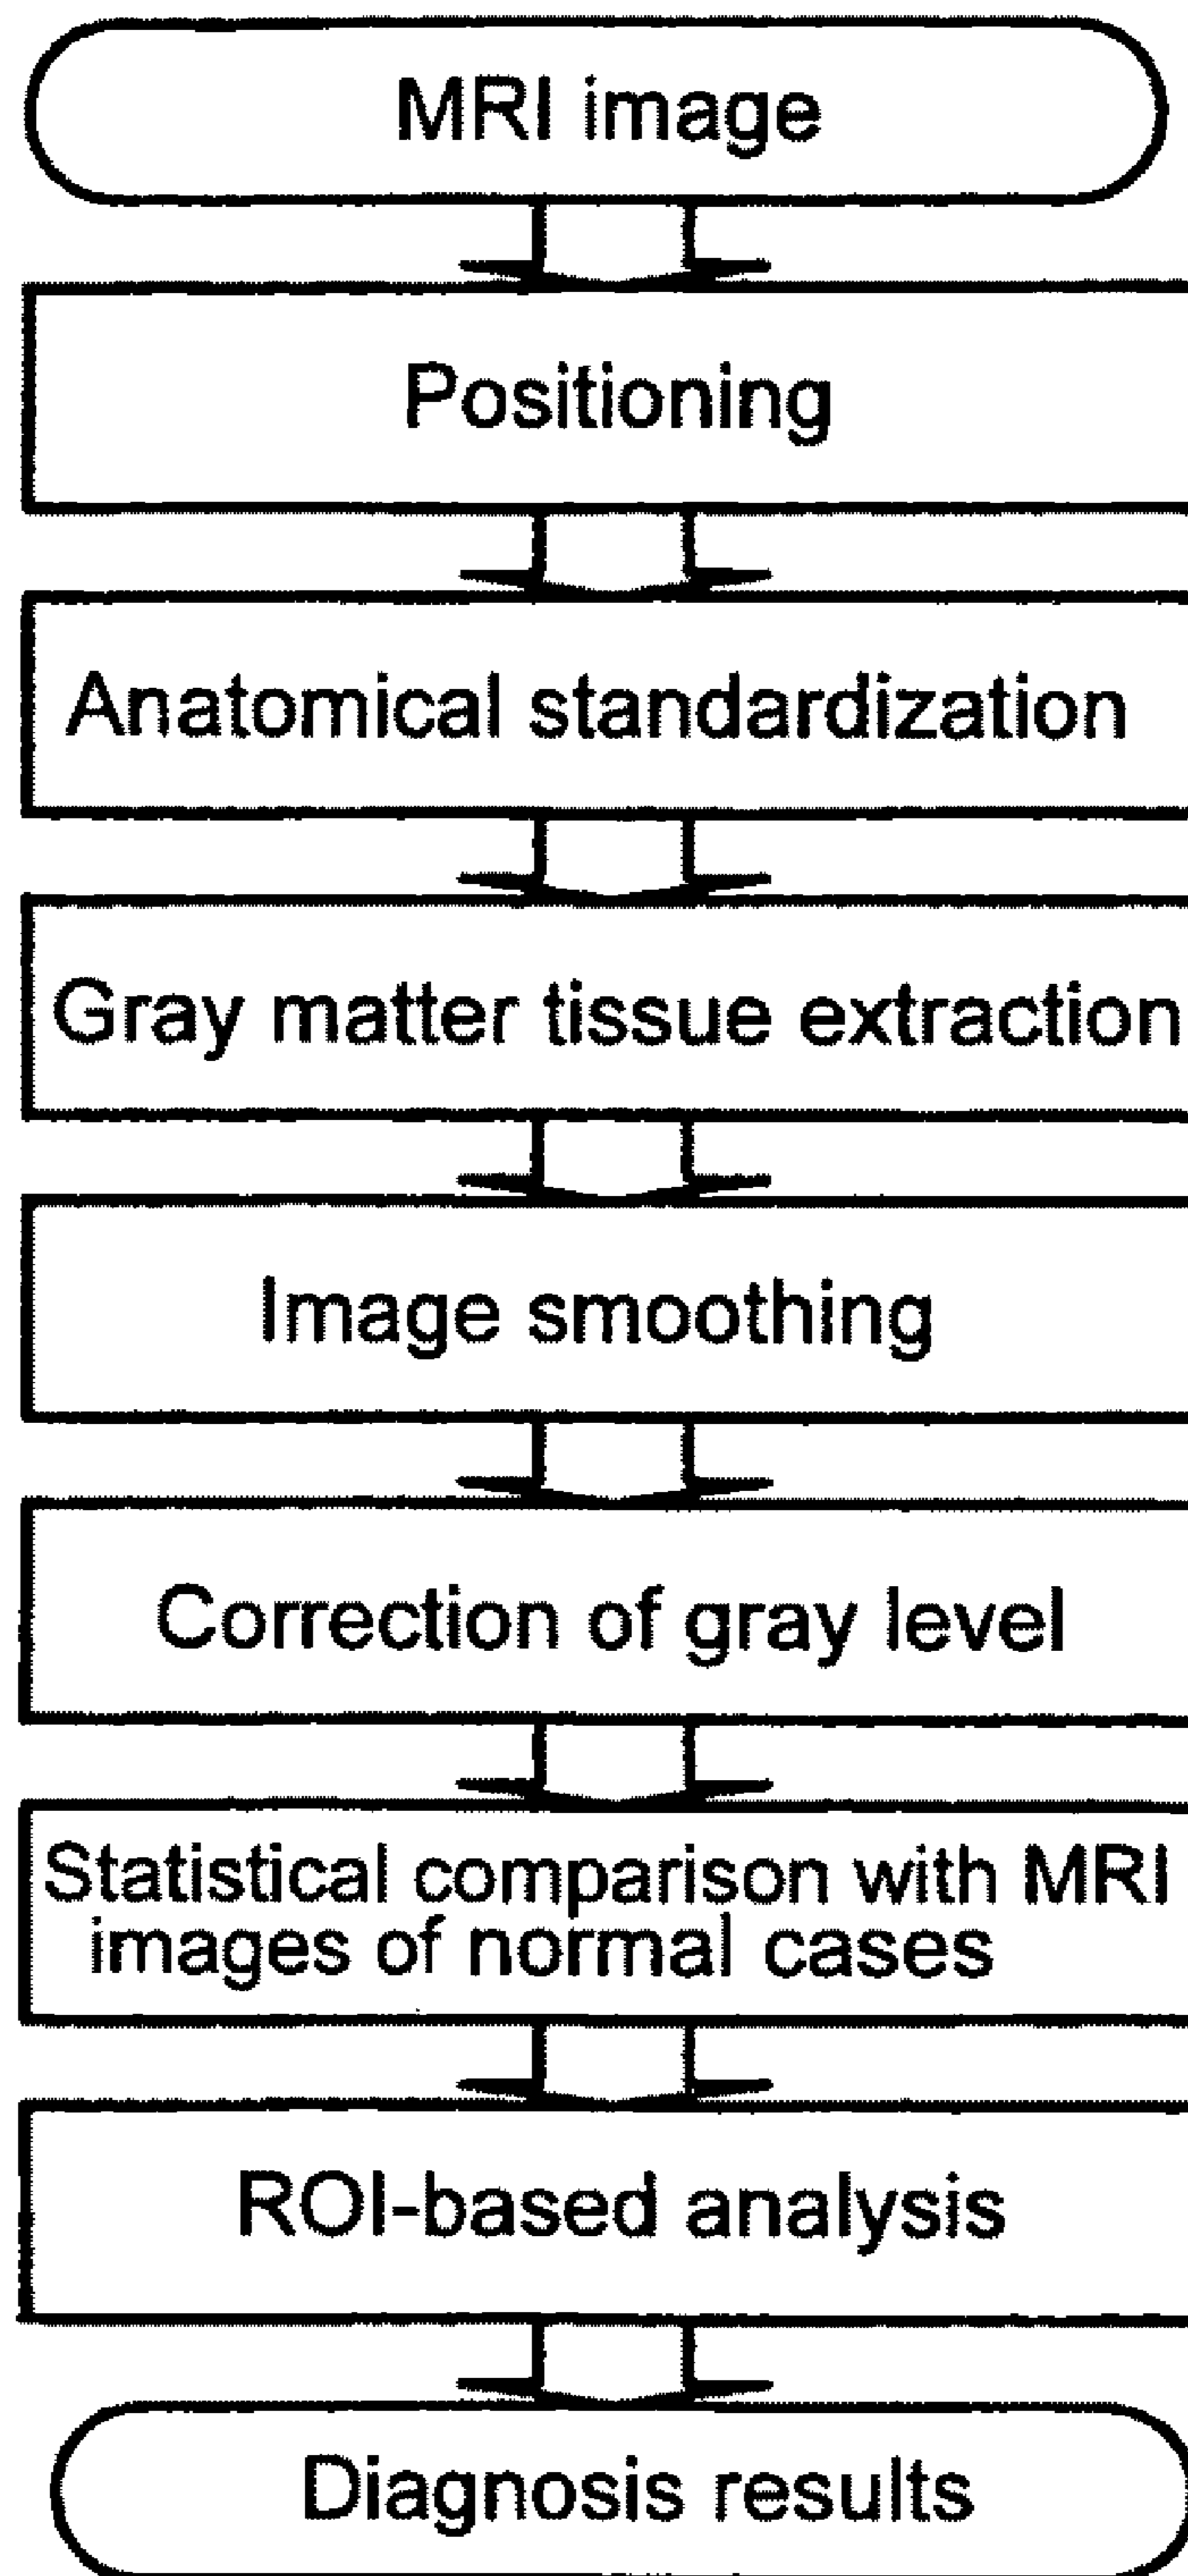 MRI image
Positioning
Anatomical standardization
Gray matter tissue extraction
Image smoothing
Correction of gray level
Statistical comparison with MRI
images of normal cases
ROI-based analysis
Diagnosis results